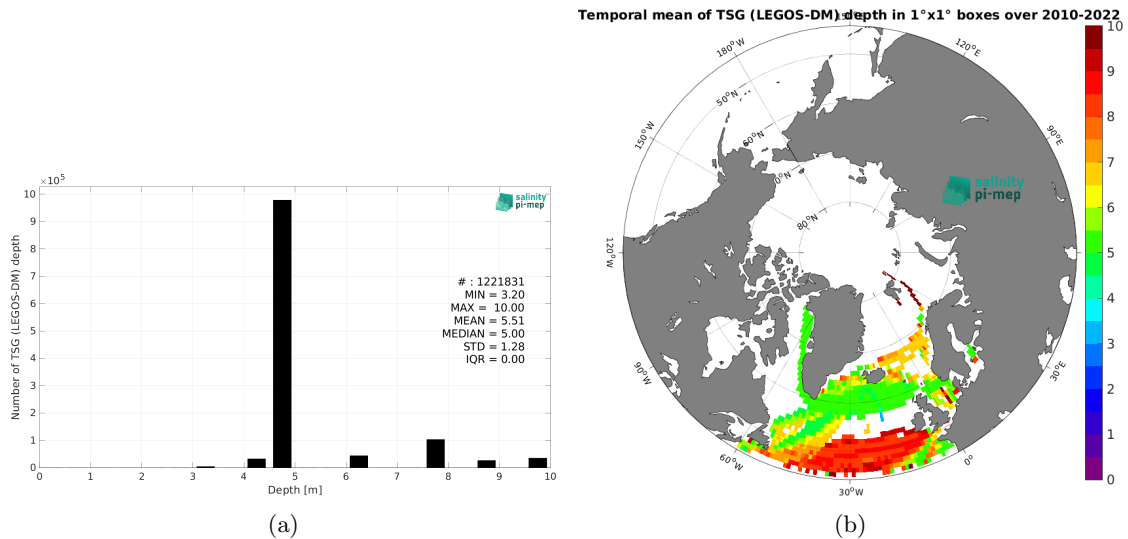 Temporal mean of TSG (LEGOS-DM) depth in 1°x1° boxes over 2010-2022
×10⁵
10
9
8
7
6
5
4
3
2
1
0
Number of TSG (LEGOS-DM) depth
salinity
pi-mep
# : 1221831
MIN = 3.20
MAX = 10.00
MEAN = 5.51
MEDIAN = 5.00
STD = 1.28
IQR = 0.00
0 1 2 3 4 5 6 7 8 9 10
Depth [m]
(a)
180°W
120°E
150°W
50°N
60°N
90°E
80°N
120°W
salinity
pi-mep
90°W
30°E
60°W
0°
30°W
10
9
8
7
6
5
4
3
2
1
0
(b)